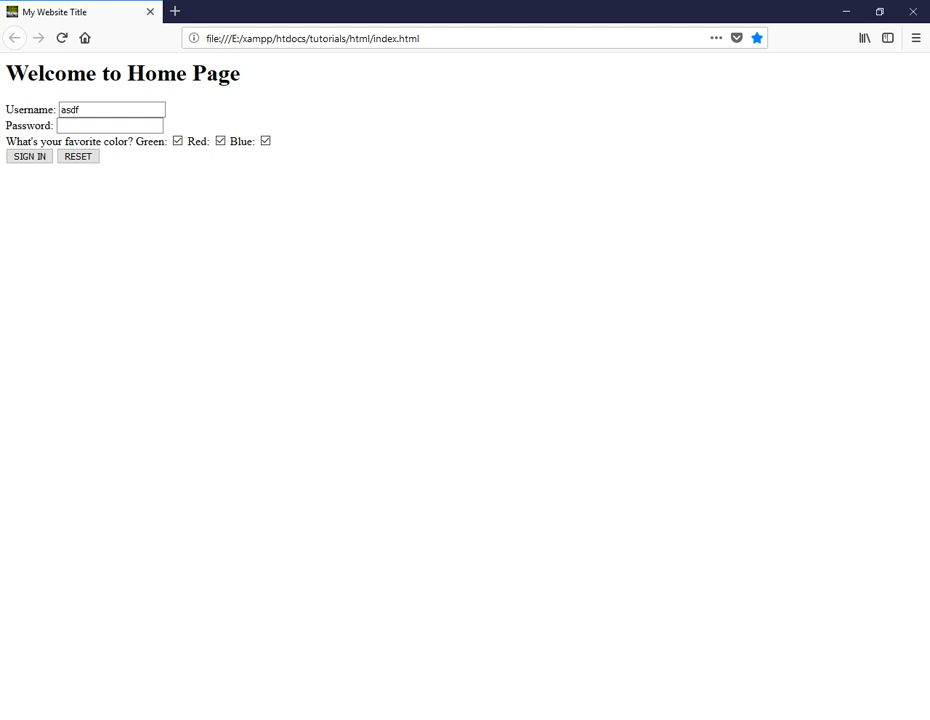 My Website Title
file:///E:/xampp/htdocs/tutorials/html/index.html
Welcome to Home Page
Username: asdf
Password:
What's your favorite color? Green: Red: Blue:
SIGN IN RESET